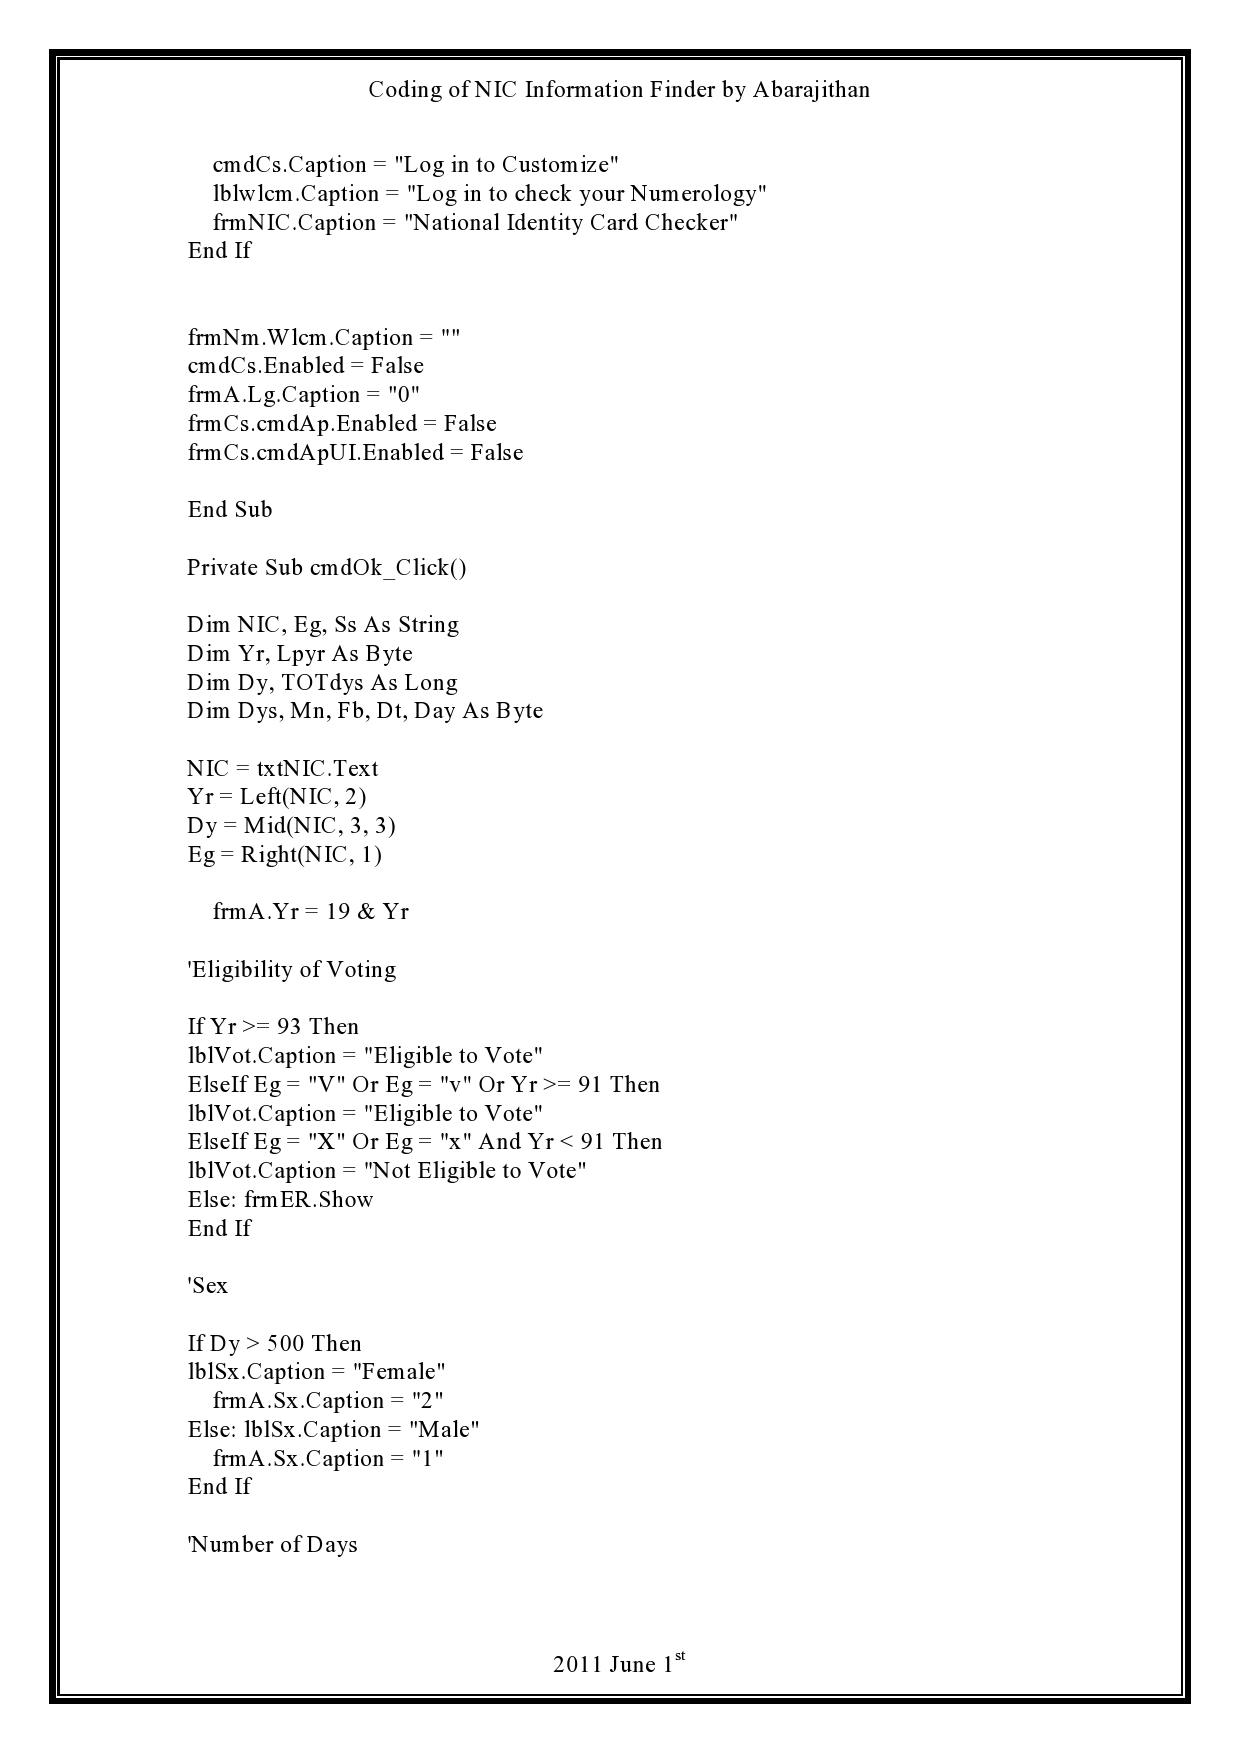 Coding of NIC Information Finder by Abarajithan
cmdCs.Caption = "Log in to Customize"
lblwlcm.Caption = "Log in to check your Numerology"
frmNIC.Caption = "National Identity Card Checker"
End If
frmNm.Wlcm.Caption = ""
cmdCs.Enabled = False
frmA.Lg.Caption = "0"
frmCs.cmdAp.Enabled = False
frmCs.cmdApUI.Enabled = False
End Sub
Private Sub cmdOk_Click()
Dim NIC, Eg, Ss As String
Dim Yr, Lpyr As Byte
Dim Dy, TOTdys As Long
Dim Dys, Mn, Fb, Dt, Day As Byte
NIC = txtNIC.Text
Yr = Left(NIC, 2)
Dy = Mid(NIC, 3, 3)
Eg = Right(NIC, 1)
frmA.Yr = 19 & Yr
'Eligibility of Voting
If Yr >= 93 Then
lblVot.Caption = "Eligible to Vote"
ElseIf Eg = "V" Or Eg = "v" Or Yr >= 91 Then
lblVot.Caption = "Eligible to Vote"
ElseIf Eg = "X" Or Eg = "x" And Yr < 91 Then
lblVot.Caption = "Not Eligible to Vote"
Else: frmER.Show
End If
'Sex
If Dy > 500 Then
lblSx.Caption = "Female"
frmA.Sx.Caption = "2"
Else: lblSx.Caption = "Male"
frmA.Sx.Caption = "1"
End If
'Number of Days
2011 June 1st